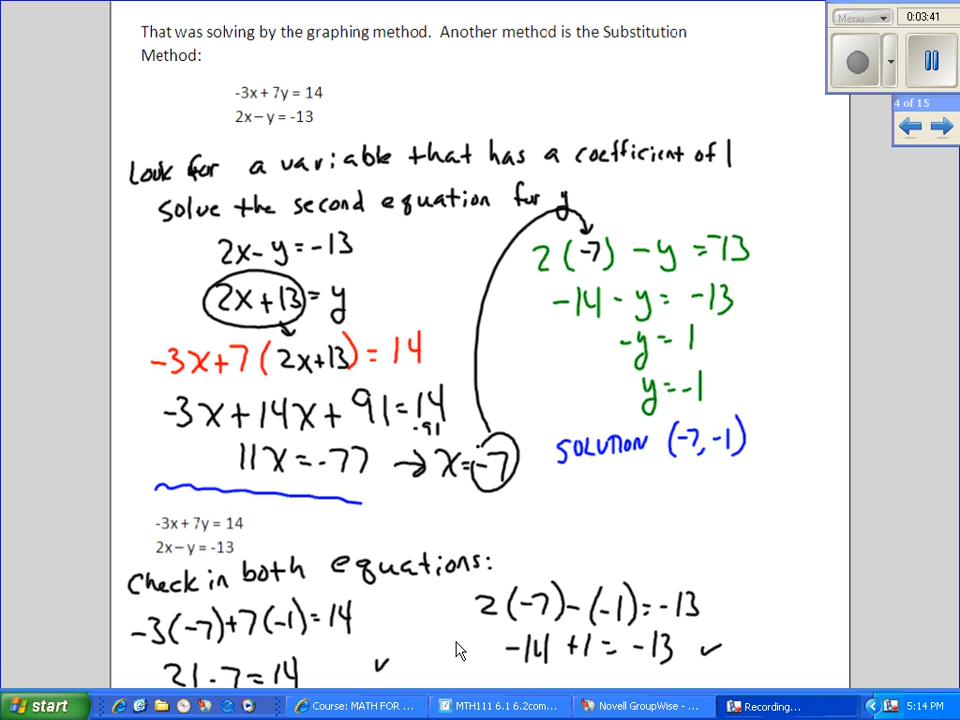 That was solving by the graphing method. Another method is the Substitution
Method:
-3x + 7y = 14
2x – y = -13
Look for a variable that has a coefficient of 1
solve the second equation for y
2x - y = -13
2x + 13 = y
-3x + 7 ( 2x+13 ) = 14
-3x + 14x + 91 = 14
-91
11x = -77 → x = -7
2 (-7) - y = -13
-14 - y = -13
-y = 1
y = -1
SOLUTION (-7, -1)
-3x + 7y = 14
2x – y = -13
Check in both equations:
-3(-7)+7(-1)=14
21 - 7 = 14 ✓
2(-7)-(-1)=-13
-14 +1 = -13 ✓
Menu
00:03:41
4 of 15
start
Course: MATH FOR ...
MTH111 6.1 6.2com...
Novell GroupWise - ...
Recording...
5:14 PM